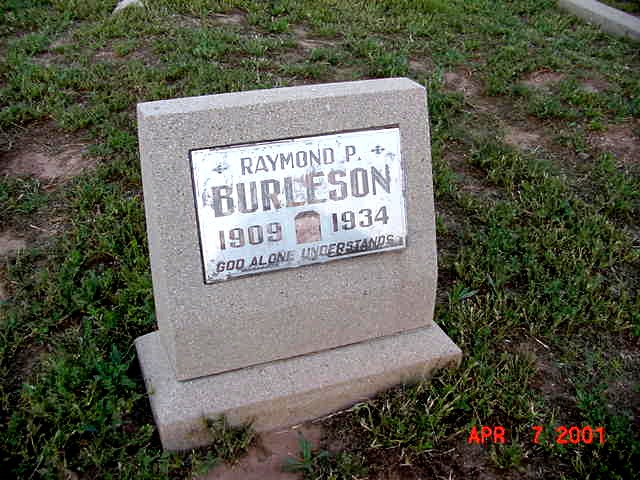 RAYMOND P.
BURLESON
1909 1934
GOD ALONE UNDERSTANDS
APR 7 2001